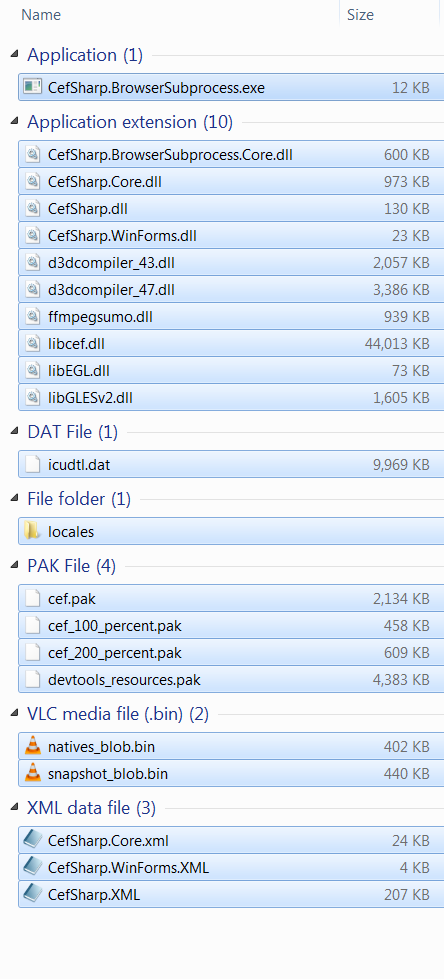 Name Size
Application (1)
CefSharp.BrowserSubprocess.exe 12 KB
Application extension (10)
CefSharp.BrowserSubprocess.Core.dll 600 KB
CefSharp.Core.dll 973 KB
CefSharp.dll 130 KB
CefSharp.WinForms.dll 23 KB
d3dcompiler_43.dll 2,057 KB
d3dcompiler_47.dll 3,386 KB
ffmpegsumo.dll 939 KB
libcef.dll 44,013 KB
libEGL.dll 73 KB
libGLESv2.dll 1,605 KB
DAT File (1)
icudtl.dat 9,969 KB
File folder (1)
locales
PAK File (4)
cef.pak 2,134 KB
cef_100_percent.pak 458 KB
cef_200_percent.pak 609 KB
devtools_resources.pak 4,383 KB
VLC media file (.bin) (2)
natives_blob.bin 402 KB
snapshot_blob.bin 440 KB
XML data file (3)
CefSharp.Core.xml 24 KB
CefSharp.WinForms.XML 4 KB
CefSharp.XML 207 KB